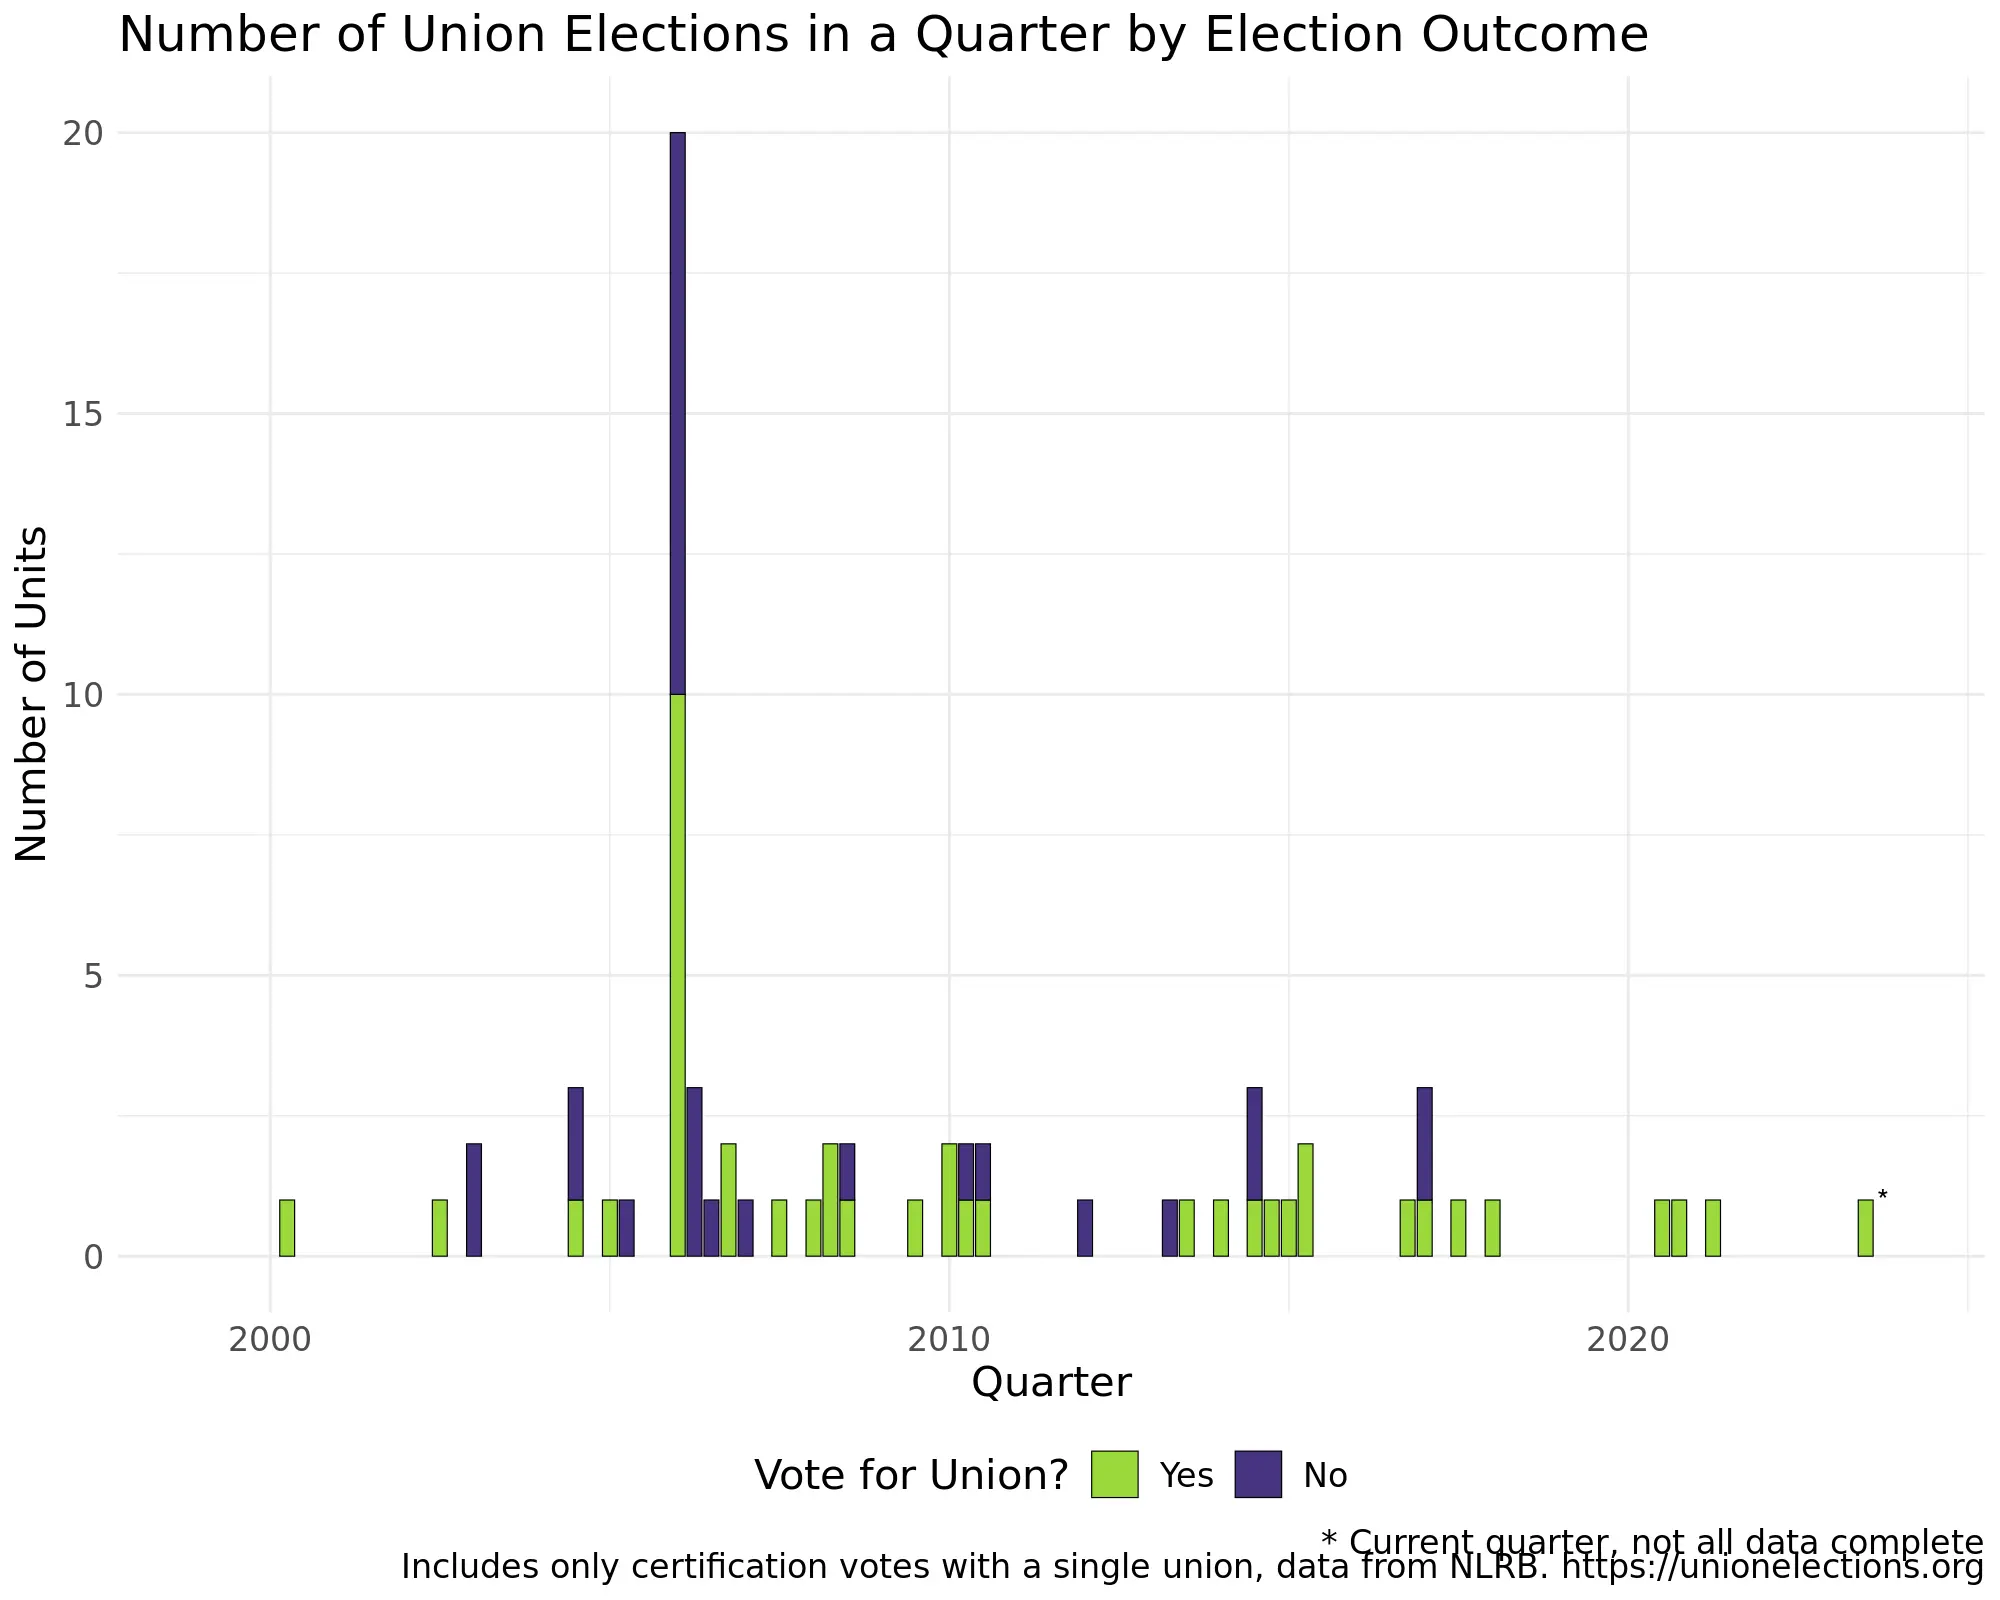 Number of Union Elections in a Quarter by Election Outcome
20
15
10
5
0
Number of Units
*
2000 2010 2020
Quarter
Vote for Union? Yes No
* Current quarter, not all data complete
Includes only certification votes with a single union, data from NLRB. https://unionelections.org